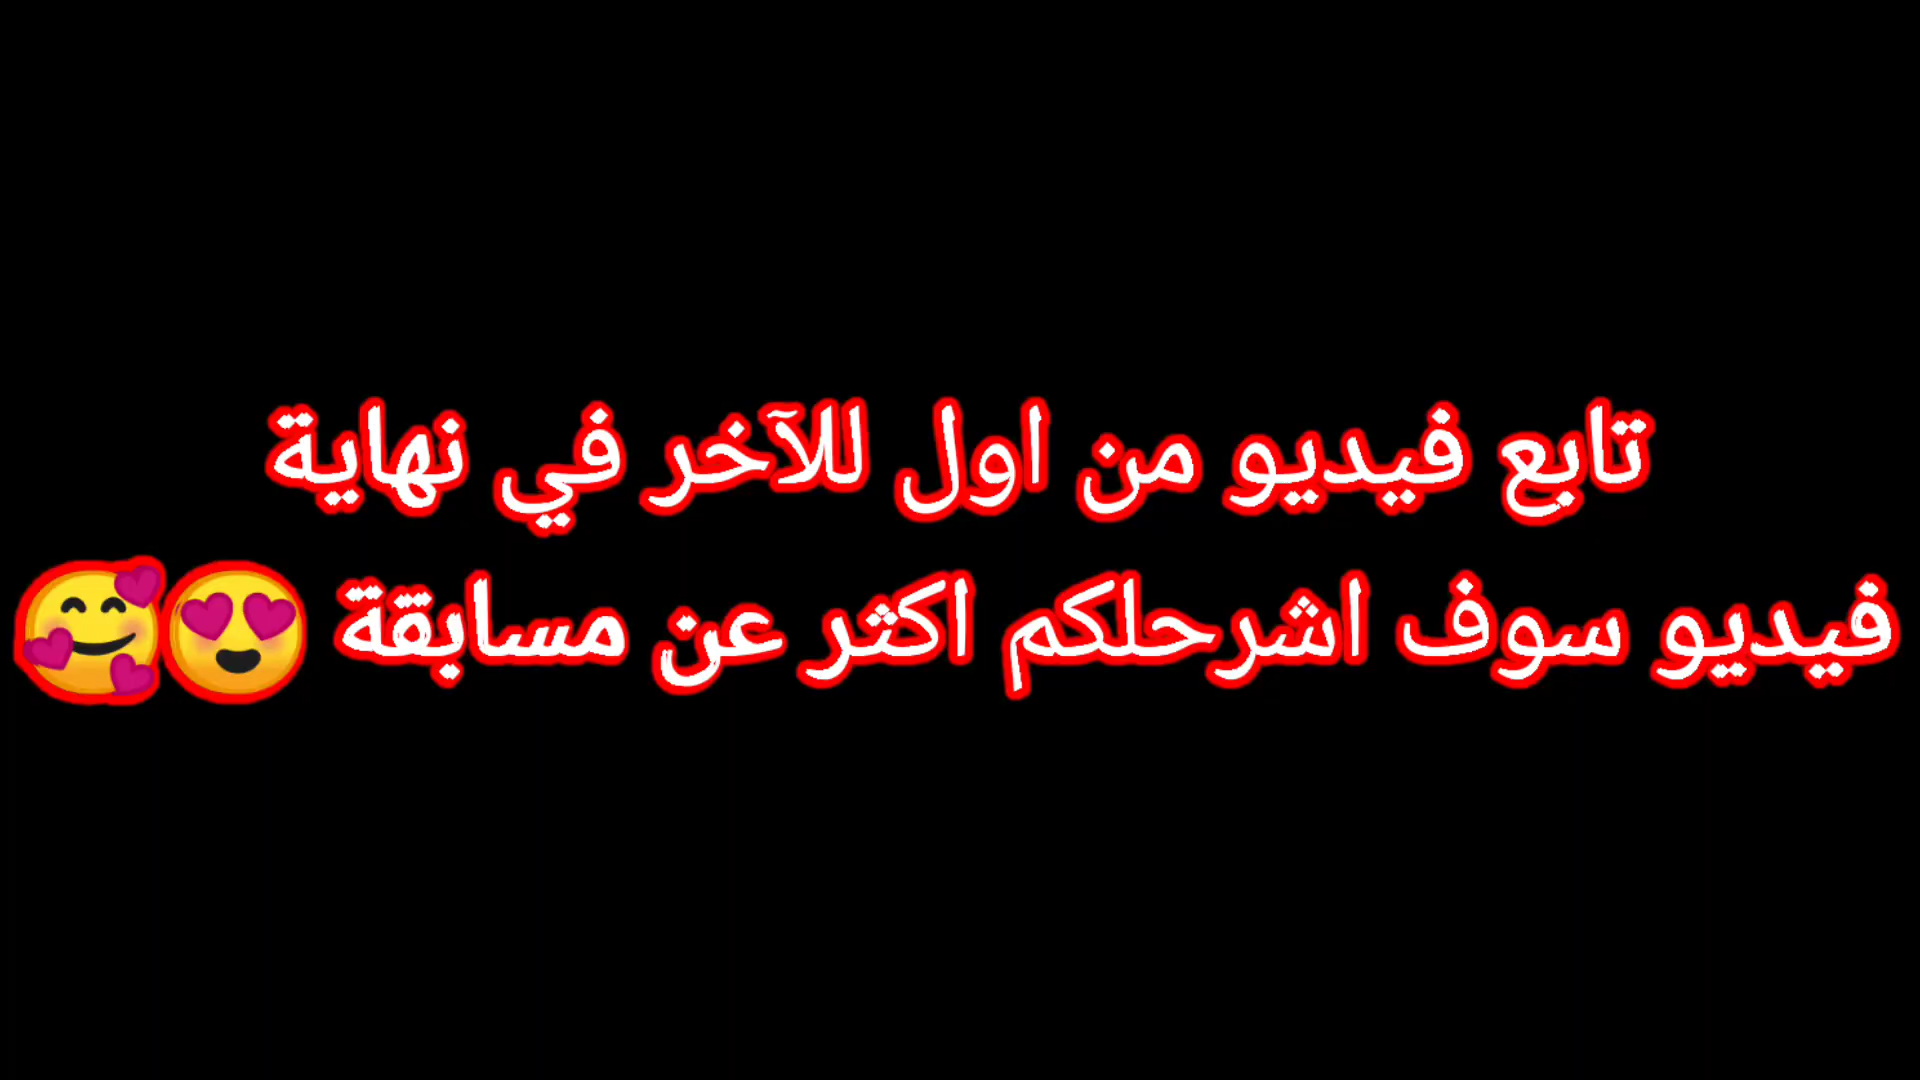 تابع فيديو من اول للآخر في نهاية
فيديو سوف اشرحلكم اكثر عن مسابقة 😍🥰